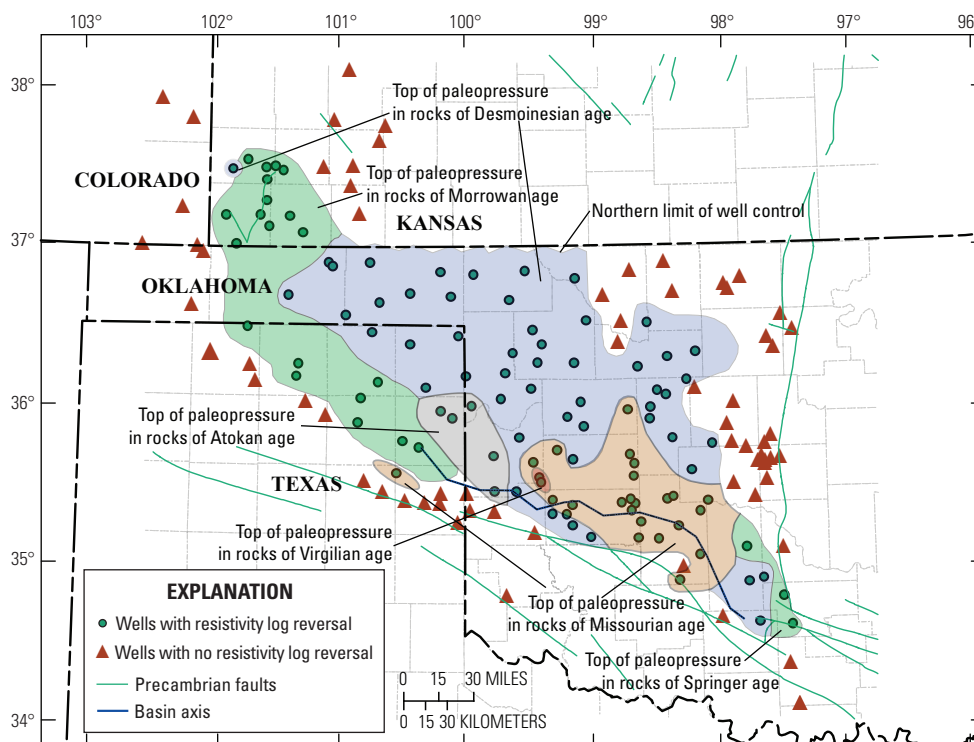 103°
102°
101°
100°
99°
98°
97°
96
38°
37°
36°
35°
34°
Top of paleopressure
in rocks of Desmoinesian age
COLORADO
Top of paleopressure
in rocks of Morrowan age
KANSAS
Northern limit of well control
OKLAHOMA
Top of paleopressure
in rocks of Atokan age
TEXAS
Top of paleopressure
in rocks of Virgilian age
Top of paleopressure
in rocks of Missourian age
Top of paleopressure
in rocks of Springer age
EXPLANATION
Wells with resistivity log reversal
Wells with no resistivity log reversal
Precambrian faults
Basin axis
0 15 30 MILES
0 15 30 KILOMETERS